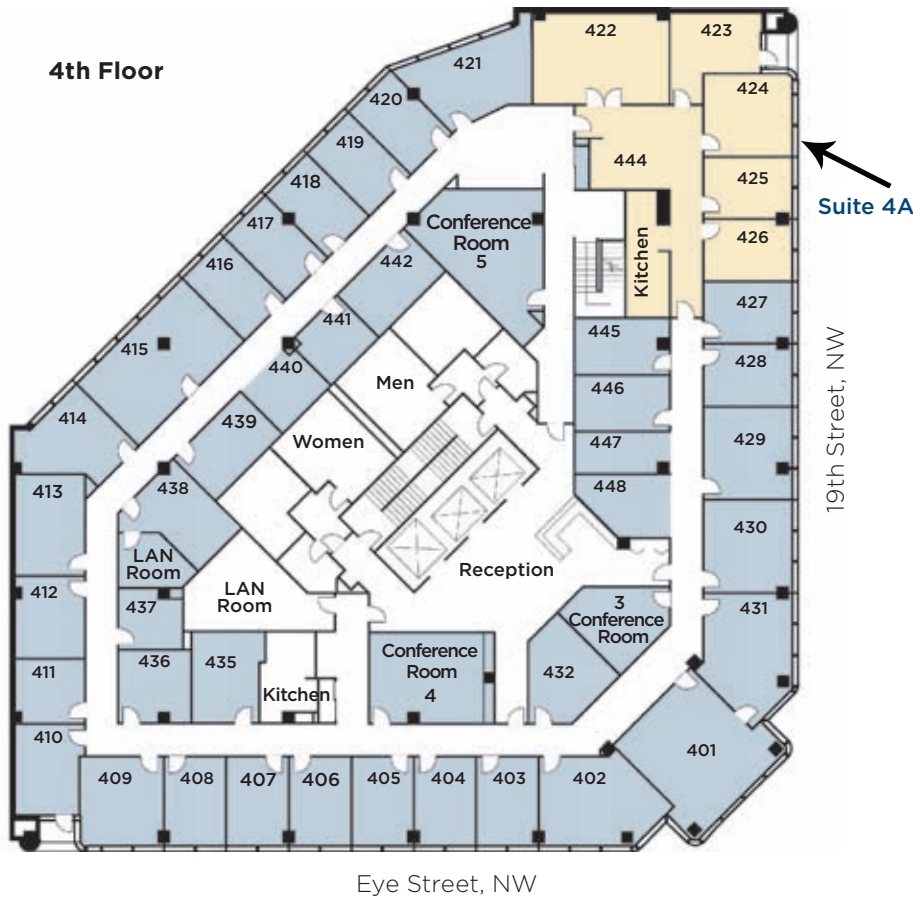 4th Floor
422
423
421
424
420
419
444
425
Suite 4A
418
417
Conference
Room
5
426
416
442
Kitchen
427
441
445
415
428
440
446
Men
19th Street, NW
414
439
Women
447
429
413
438
448
430
LAN
Room
Reception
412
LAN
Room
437
3
Conference
Room
431
411
436
435
Conference
Room
4
432
Kitchen
410
401
409
408
407
406
405
404
403
402
Eye Street, NW